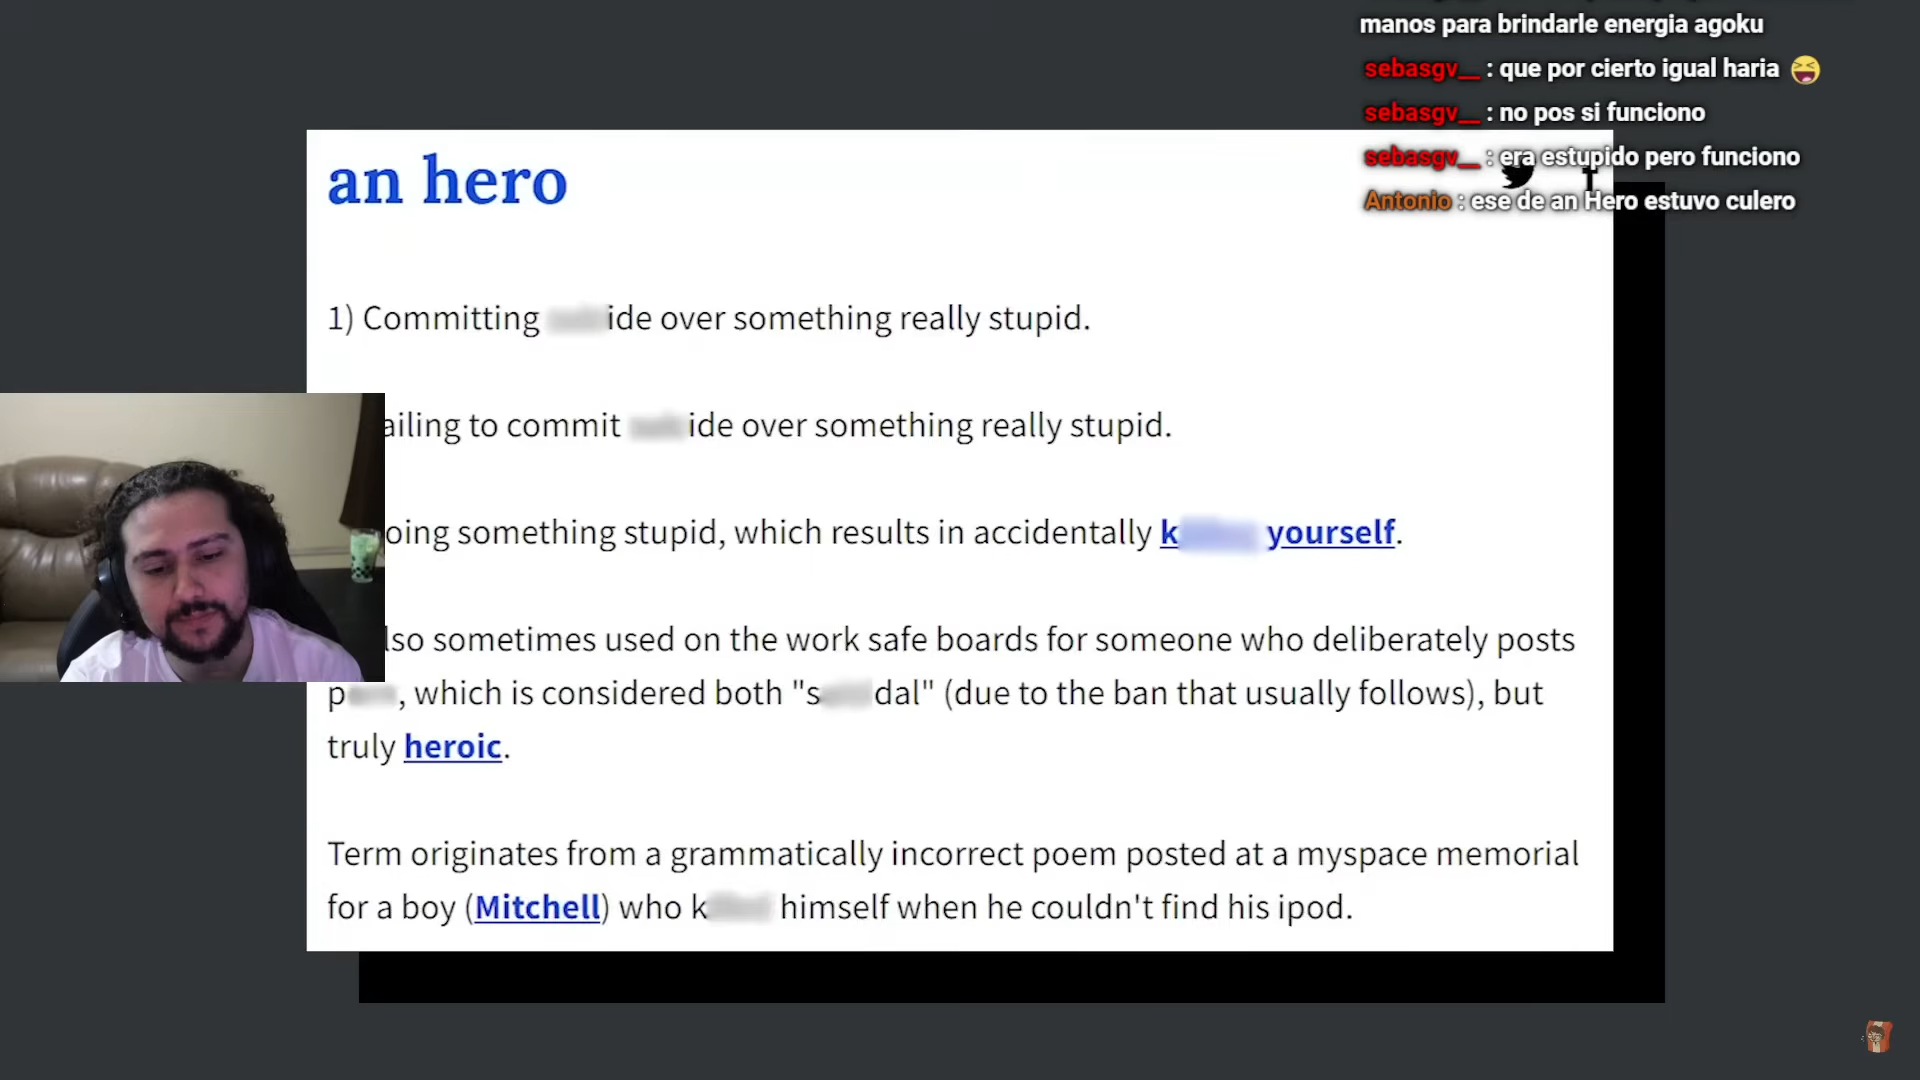 manos para brindarle energia agoku
sebasgv__ : que por cierto igual haria
sebasgv__ : no pos si funciono
sebasgv__ : era estupido pero funciono
Antonio : ese de an Hero estuvo culero
an hero
1) Committing ide over something really stupid.
ailing to commit ide over something really stupid.
oing something stupid, which results in accidentally k yourself.
lso sometimes used on the work safe boards for someone who deliberately posts
p , which is considered both "s dal" (due to the ban that usually follows), but
truly heroic.
Term originates from a grammatically incorrect poem posted at a myspace memorial
for a boy (Mitchell) who k himself when he couldn't find his ipod.